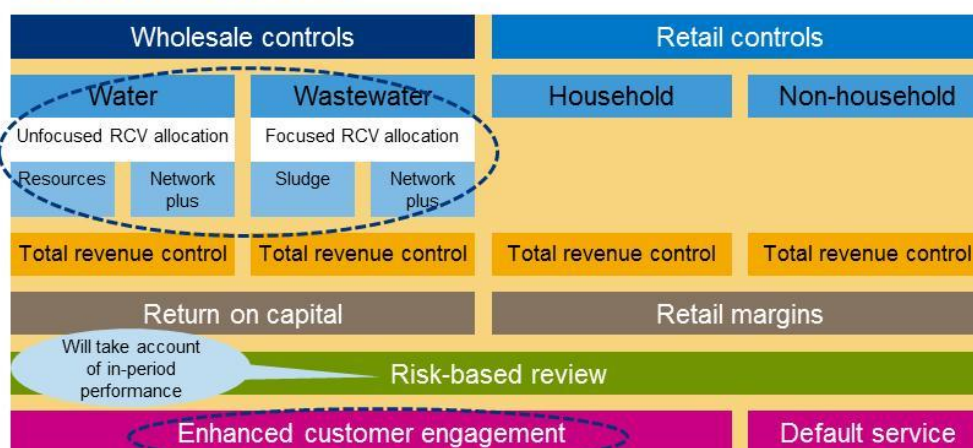 Wholesale controls
Retail controls
Water
Wastewater
Household
Non-household
Unfocused RCV allocation
Focused RCV allocation
Resources
Network
plus
Sludge
Network
plus
Total revenue control
Total revenue control
Total revenue control
Total revenue control
Return on capital
Retail margins
Will take account
of in-period
performance
Risk-based review
Enhanced customer engagement
Default service